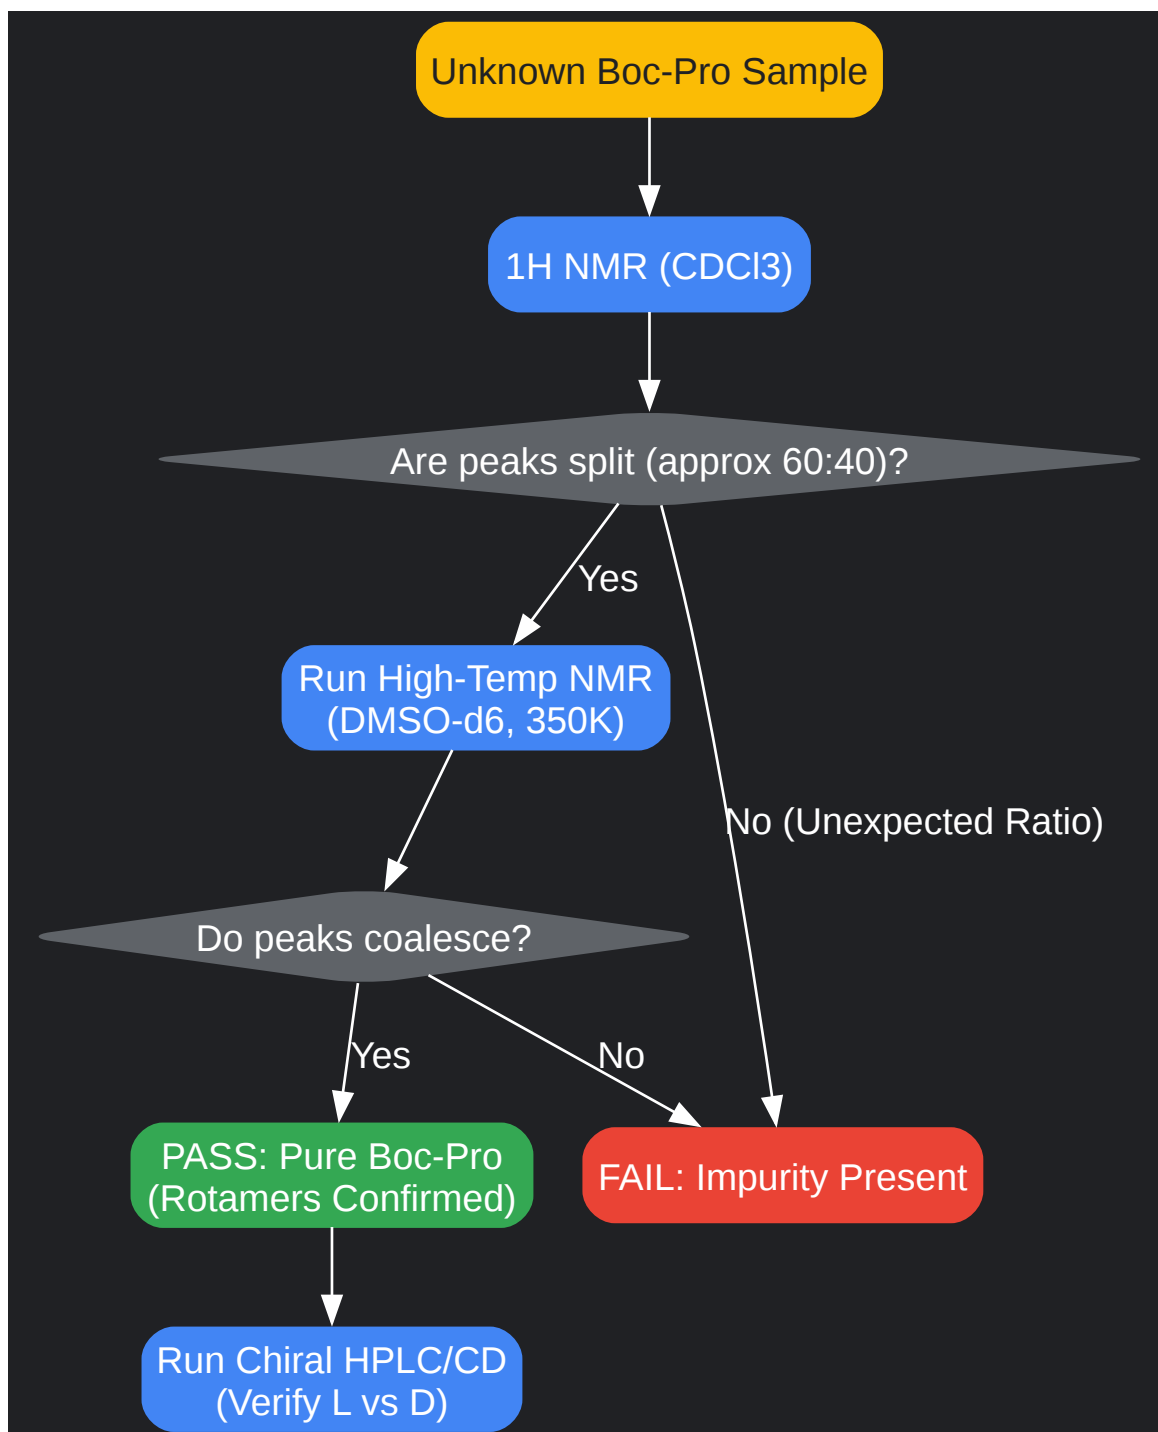 Unknown Boc-Pro Sample
1H NMR (CDCl3)
Are peaks split (approx 60:40)?
Yes
Run High-Temp NMR
(DMSO-d6, 350K)
No (Unexpected Ratio)
Do peaks coalesce?
Yes
No
PASS: Pure Boc-Pro
(Rotamers Confirmed)
FAIL: Impurity Present
Run Chiral HPLC/CD
(Verify L vs D)